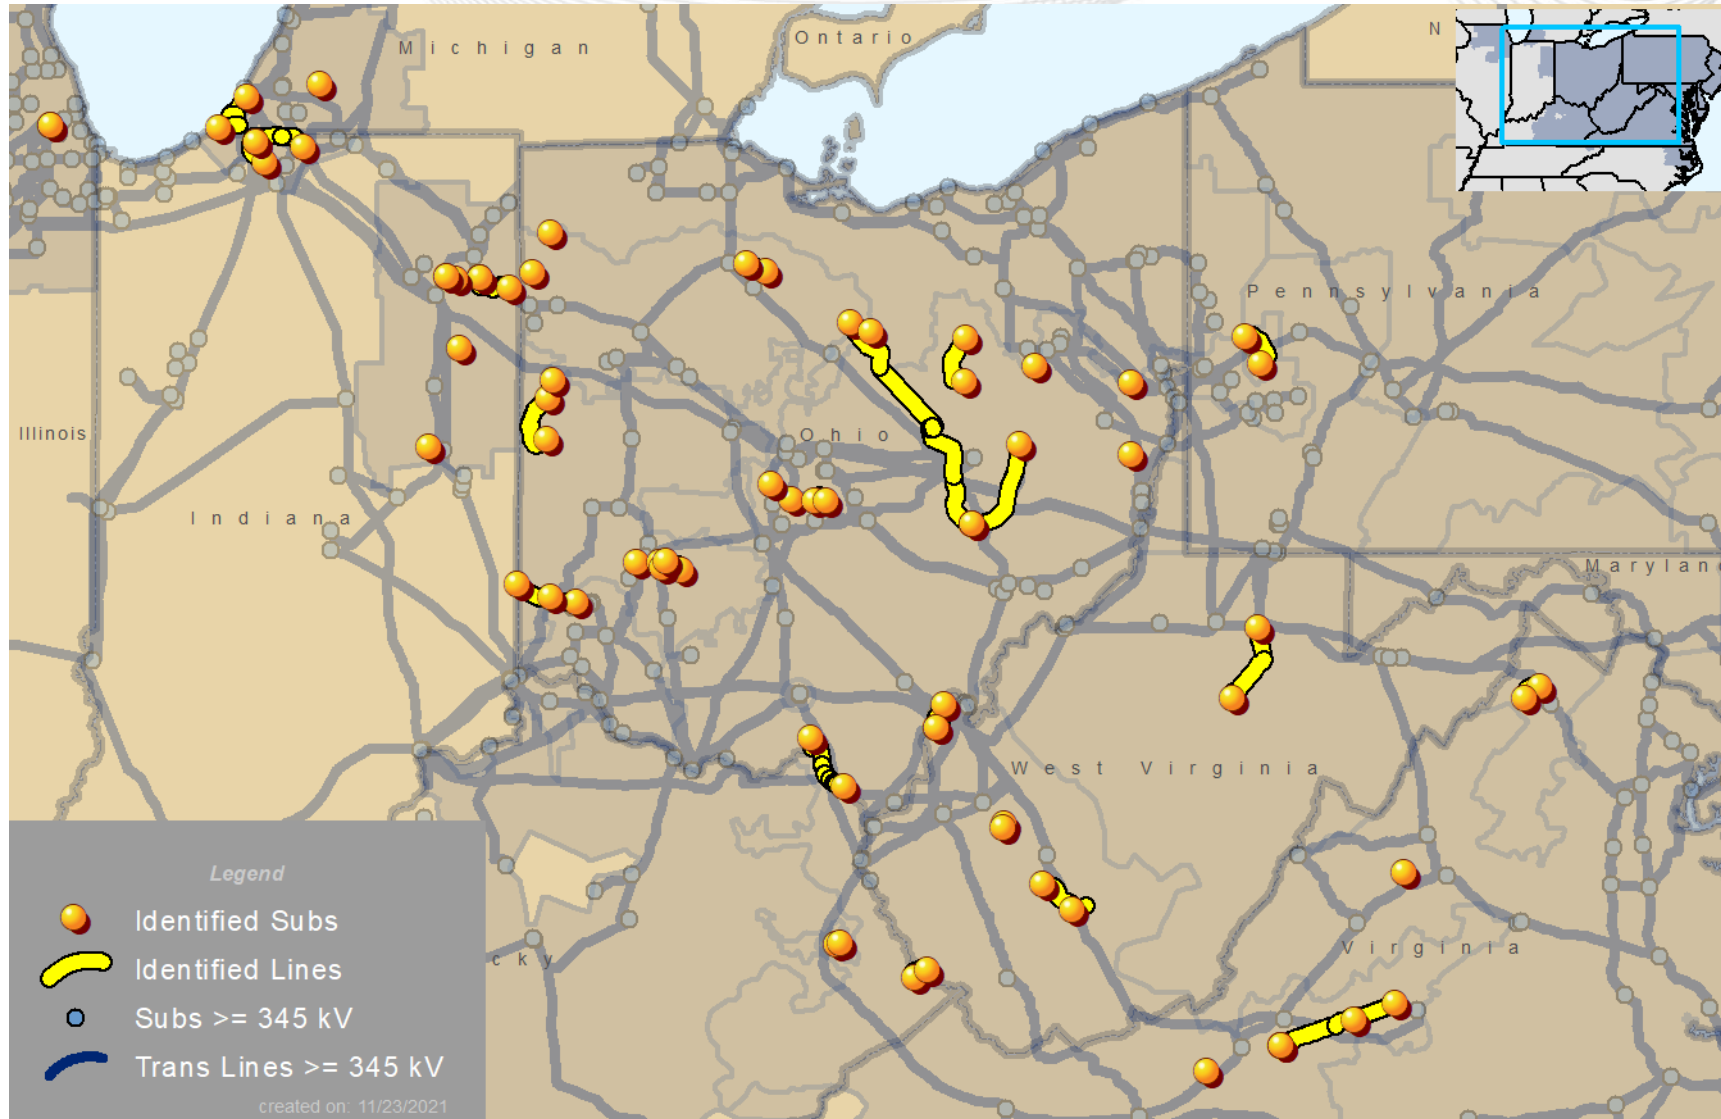 Michigan
Ontario
N
Pennsylvania
Illinois
Ohio
Indiana
Marylan
West Virginia
Virginia
cky
Legend
Identified Subs
Identified Lines
Subs >= 345 kV
Trans Lines >= 345 kV
created on: 11/23/2021